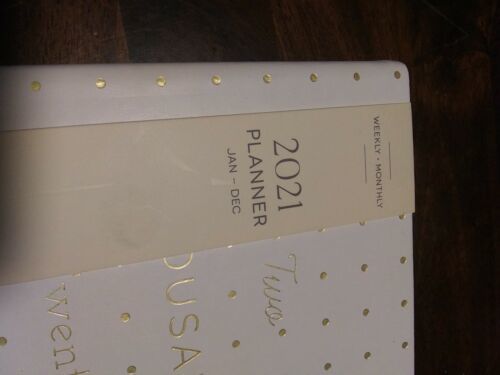 WEEKLY • MONTHLY
2021
PLANNER
JAN – DEC
Two